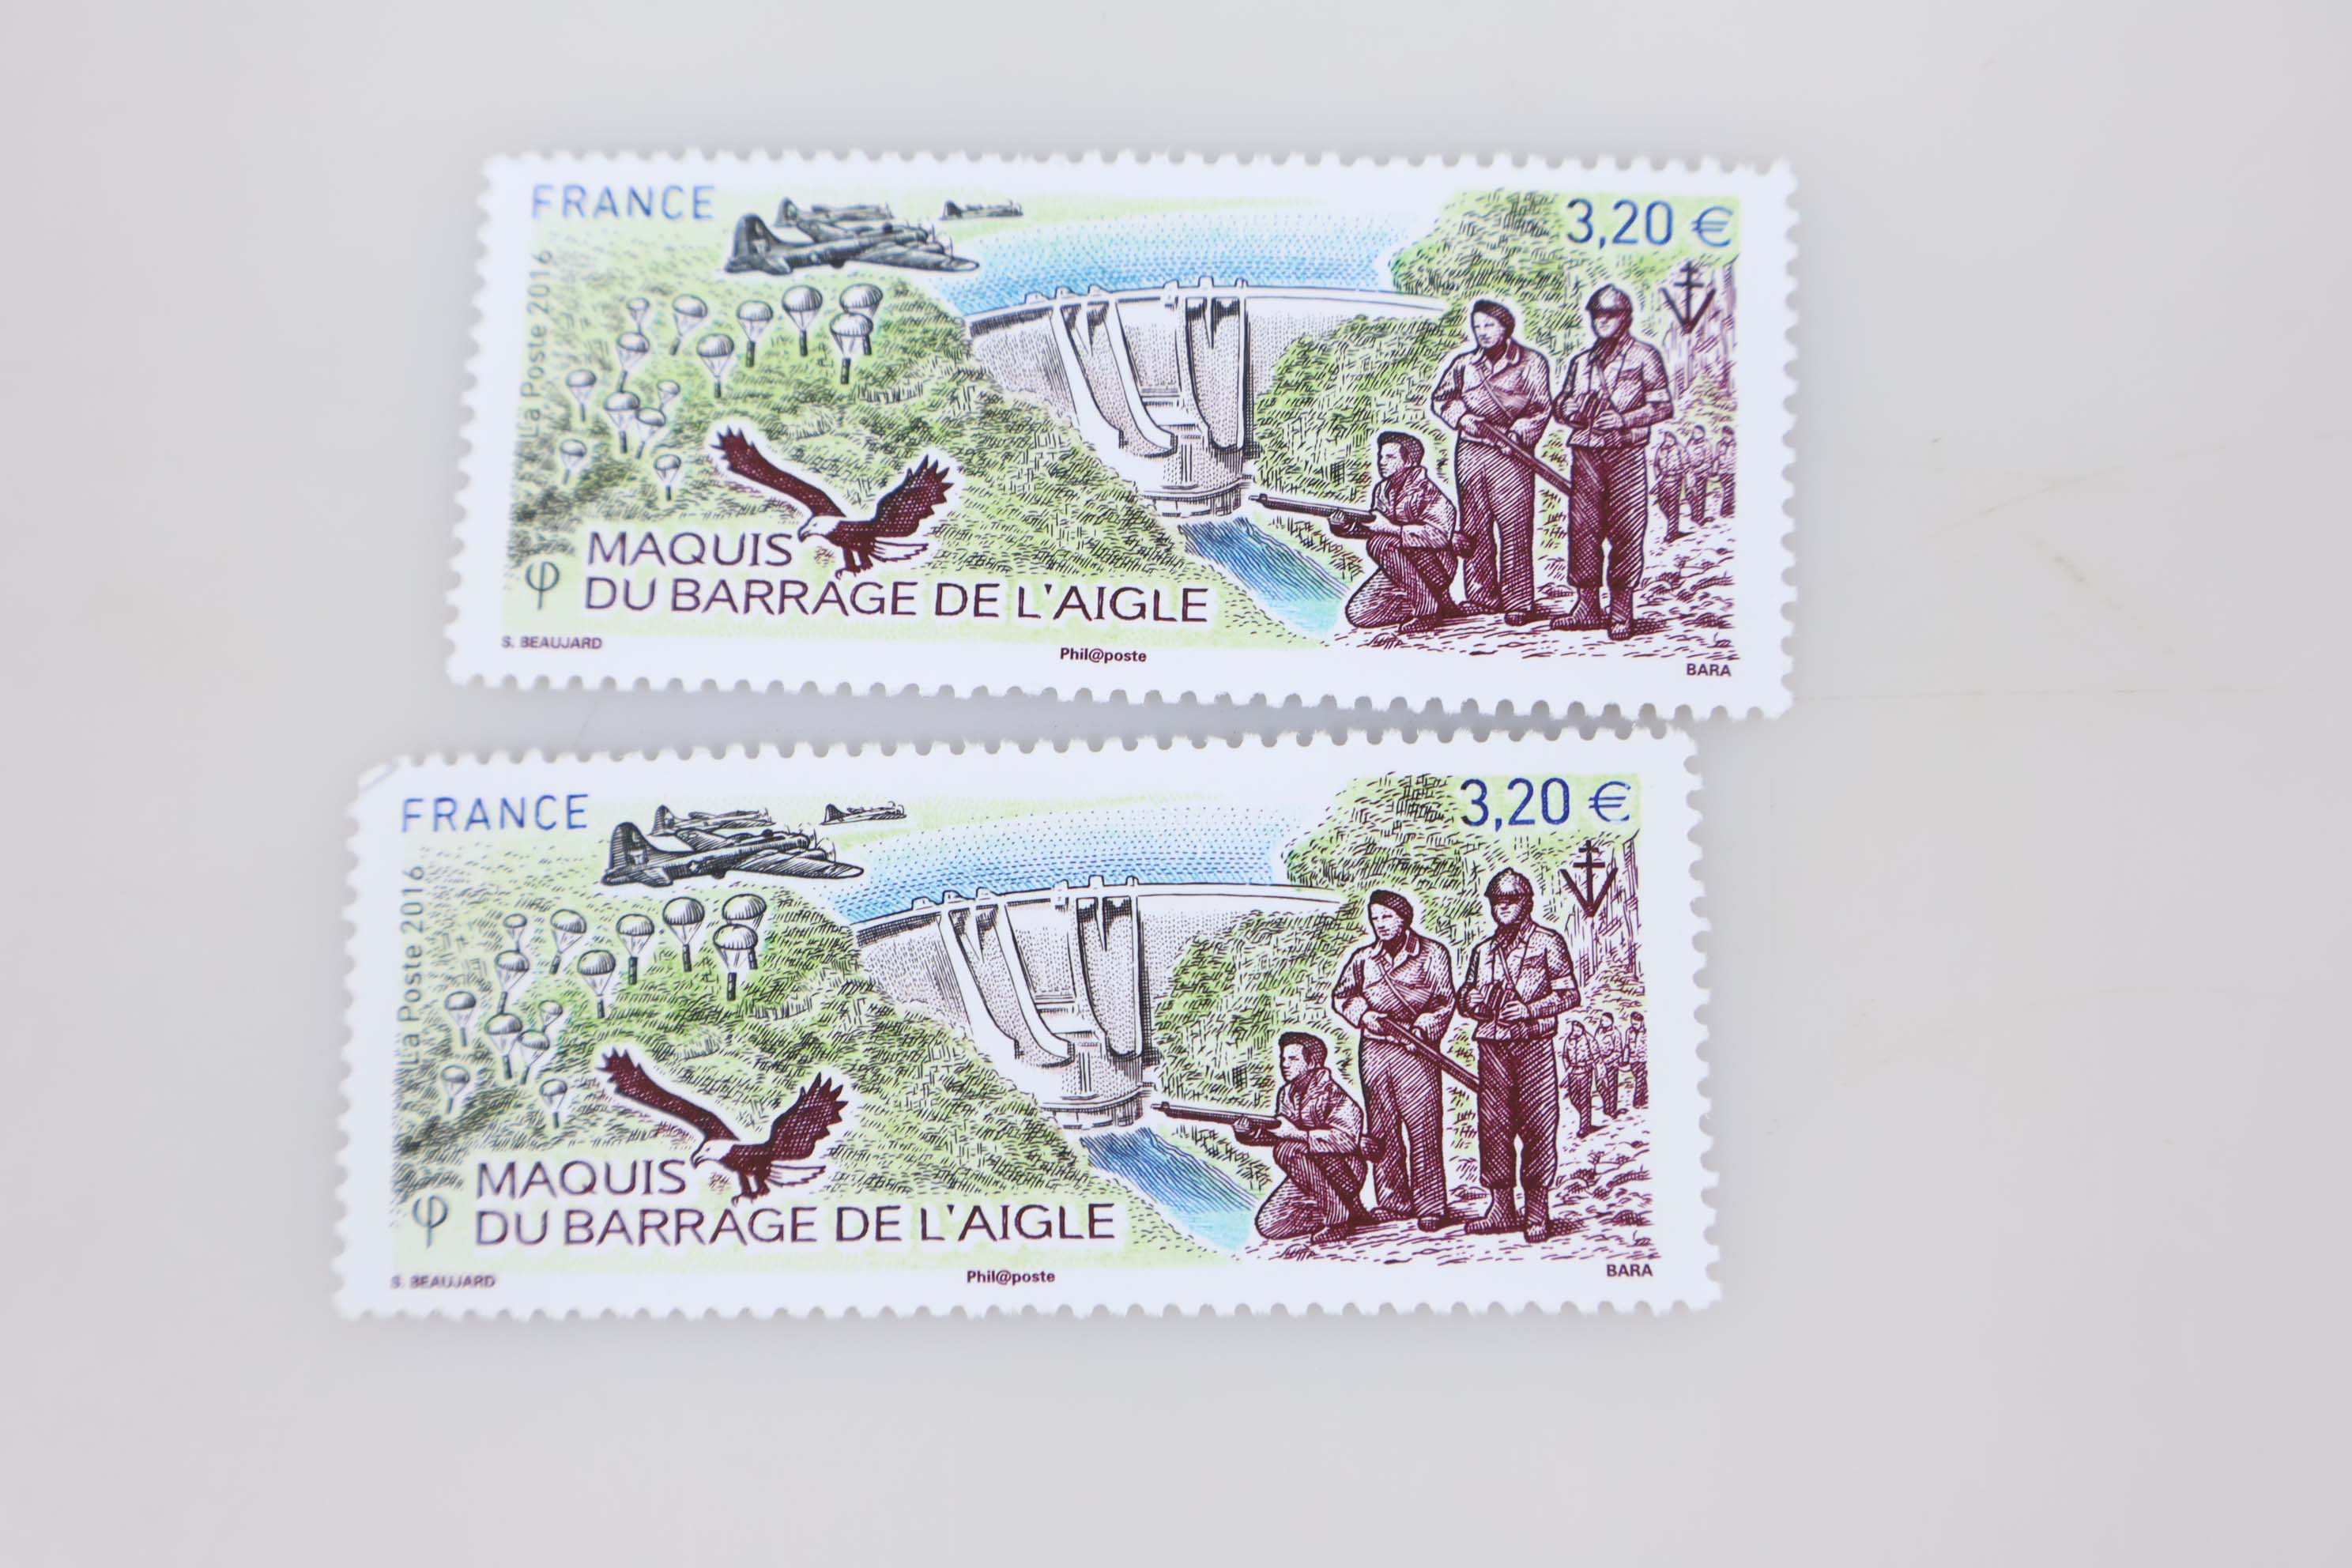 FRANCE
3,20 €
La Poste 2016
MAQUIS
φ DU BARRAGE DE L'AIGLE
S. BEAUJARD
Phil@poste
BARA
FRANCE
3,20 €
La Poste 2016
MAQUIS
φ DU BARRAGE DE L'AIGLE
S. BEAUJARD
Phil@poste
BARA